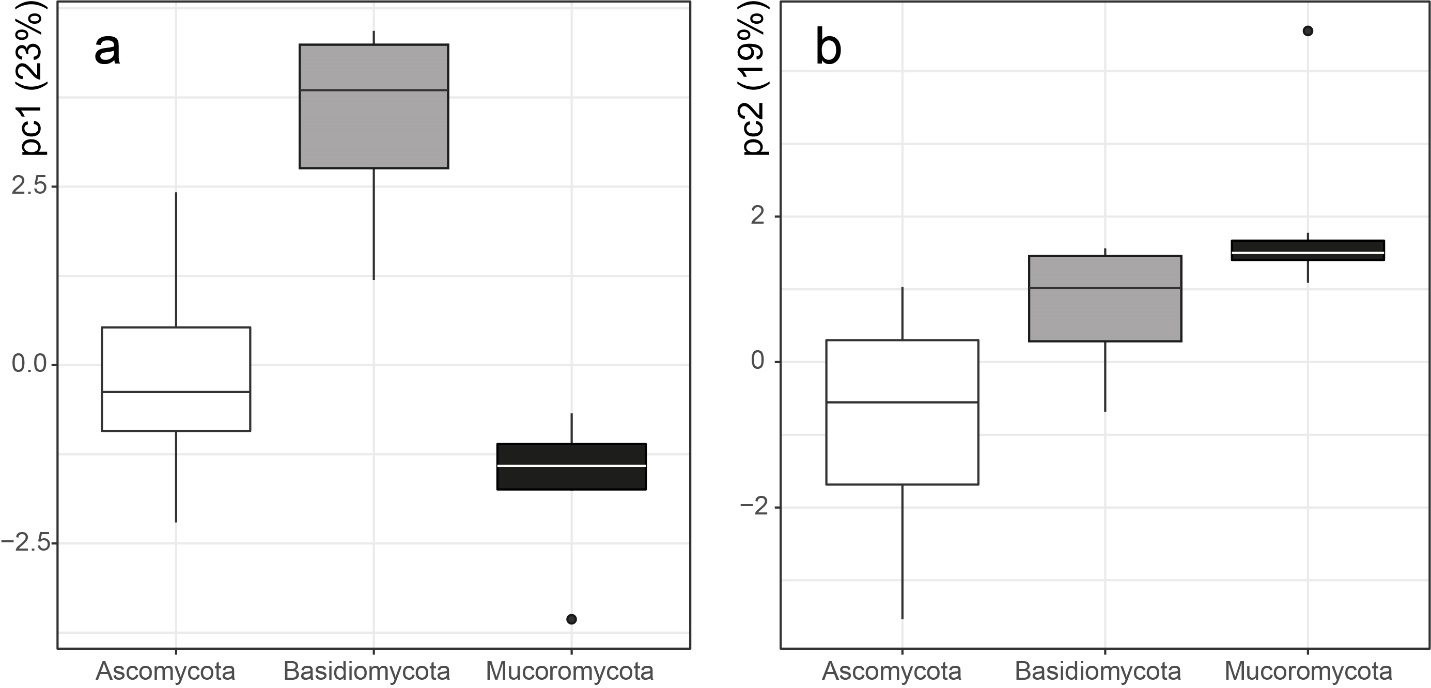 a
pc1 (23%)
2.5
0.0
−2.5
Ascomycota Basidiomycota Mucoromycota
b
pc2 (19%)
2
0
−2
Ascomycota Basidiomycota Mucoromycota